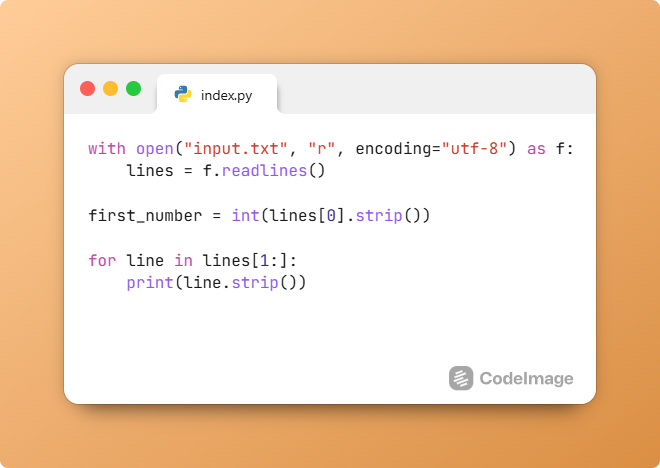 index.py
with open("input.txt", "r", encoding="utf-8") as f:
    lines = f.readlines()
first_number = int(lines[0].strip())
for line in lines[1:]:
    print(line.strip())
CodeImage